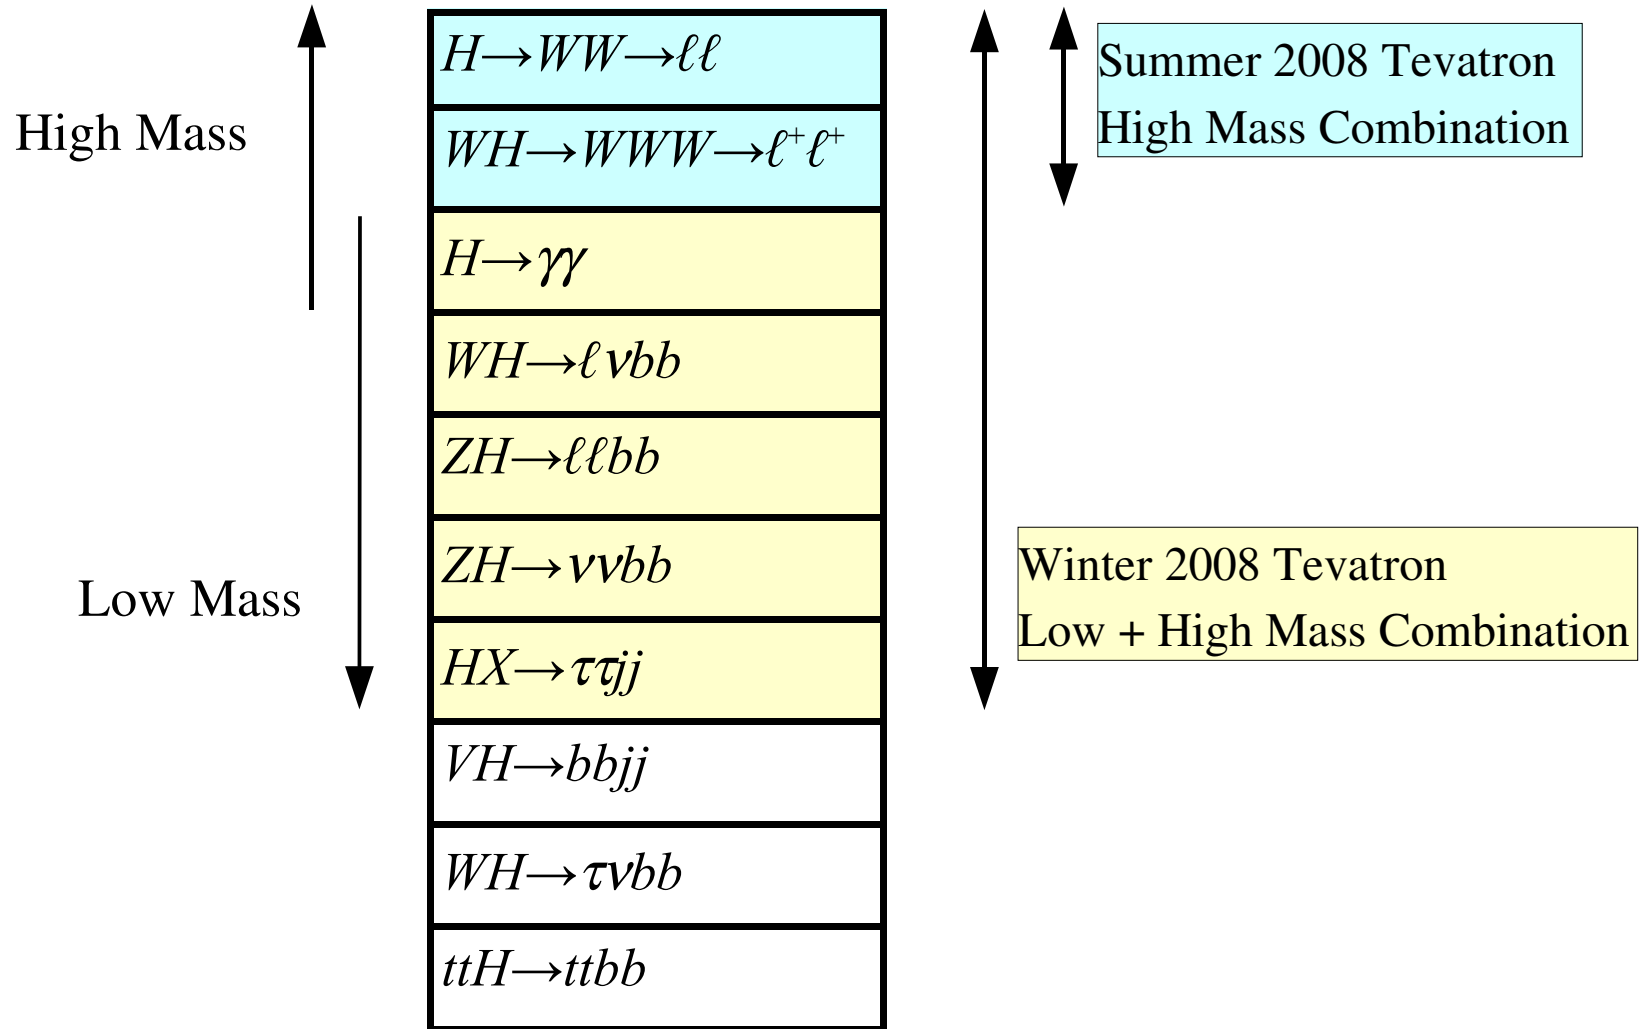 H→WW→ℓℓ
Summer 2008 Tevatron
High Mass Combination
High Mass
WH→WWW→ℓ⁺ℓ⁺
H→γγ
WH→ℓνbb
ZH→ℓℓbb
ZH→ννbb
Winter 2008 Tevatron
Low + High Mass Combination
Low Mass
HX→ττjj
VH→bbjj
WH→τνbb
ttH→ttbb